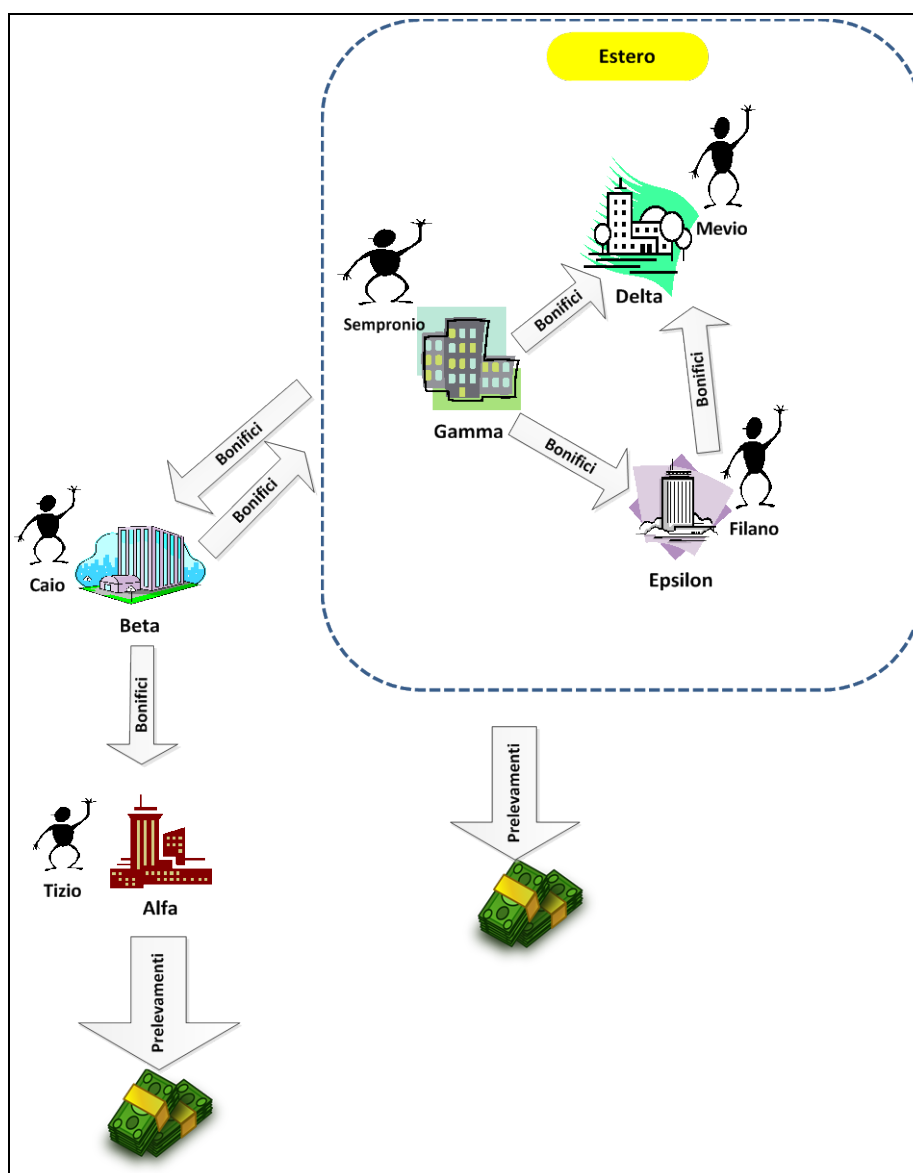 Estero
Mevio
Delta
Bonifici
Sempronio
Gamma
Bonifici
Bonifici
Filano
Epsilon
Bonifici
Bonifici
Caio
Beta
Bonifici
Tizio
Alfa
Prelevamenti
Prelevamenti